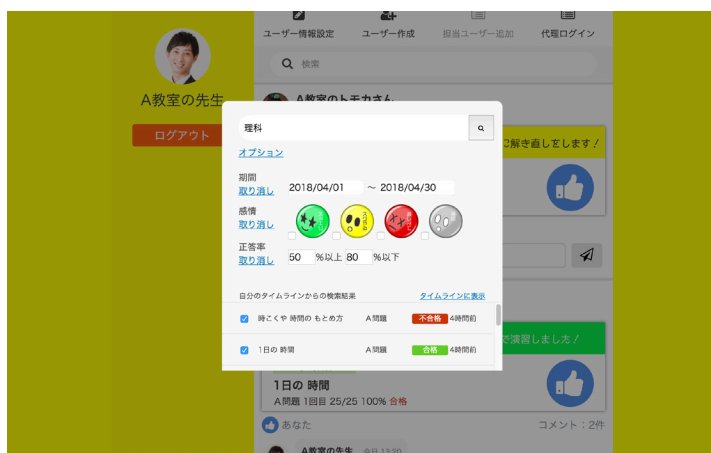 ユーザー情報設定 ユーザー作成 担当ユーザー追加 代理ログイン
検索
A教室の先生
A教室のトモカさん
ログアウト
理科
オプション
期間
取り消し 2018/04/01 ~ 2018/04/30
感情
取り消し
正答率
取り消し 50 %以上 80 %以下
自分のタイムラインからの検索結果 タイムラインに表示
時こくや 時間の もとめ方 A問題 不合格 4時間前
1日の 時間 A問題 合格 4時間前
に解き直しをします!
で演習しました!
1日の 時間
A問題 1回目 25/25 100% 合格
あなた コメント:2件
A教室の先生 今日 13:20